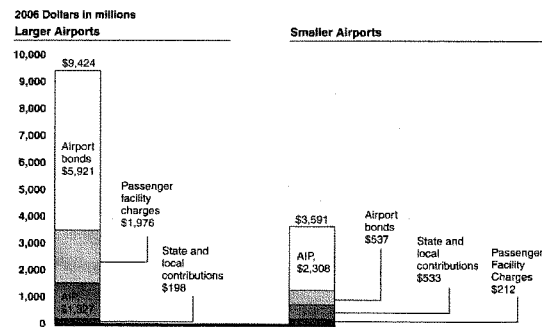 2006 Dollars in millions
Larger Airports
Smaller Airports
10,000
9,000
8,000
7,000
6,000
5,000
4,000
3,000
2,000
1,000
0
$9,424
Airport
bonds
$5,921
Passenger
facility
charges
$1,976
State and
local
contributions
$198
AIP,
$1,327
$3,591
AIP,
$2,308
Airport
bonds
$537
State and
local
contributions
$533
Passenger
Facility
Charges
$212